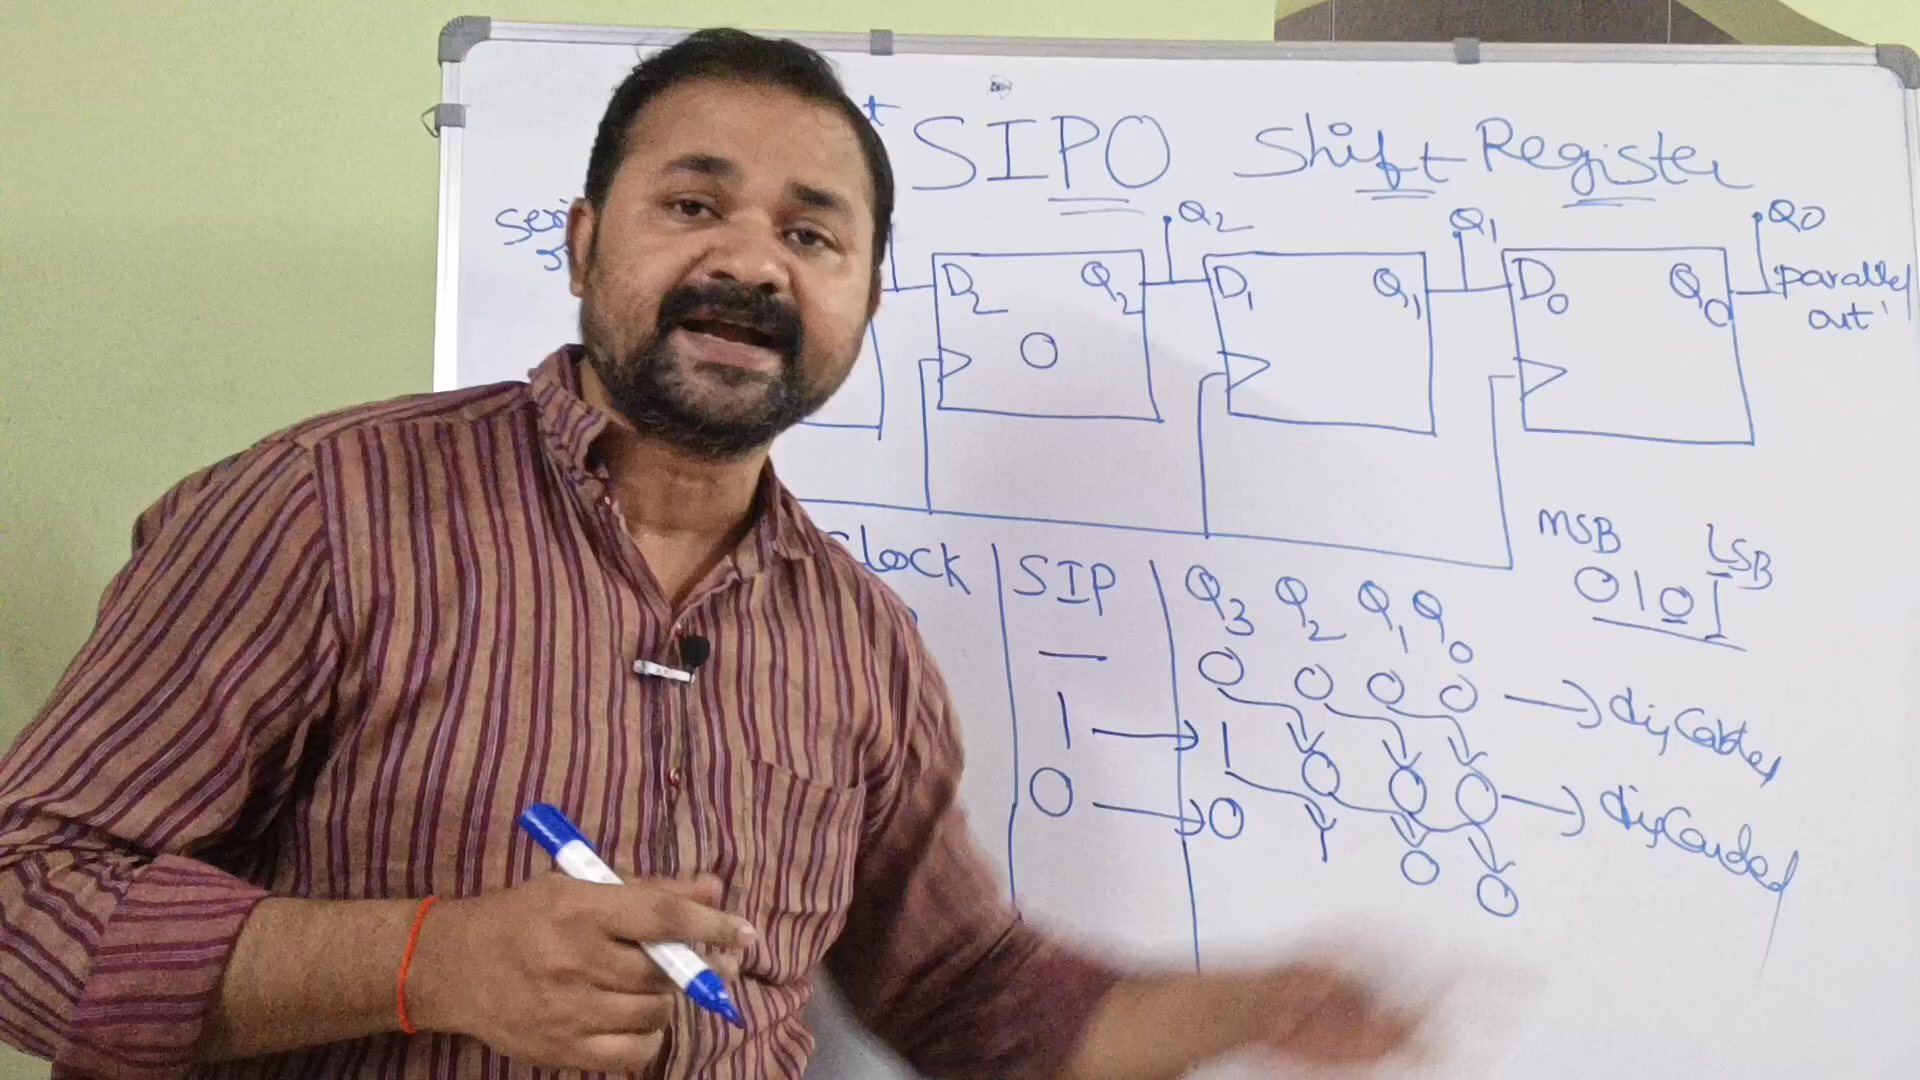 SIPO Shift Register
Q2 Q1 Q0
D2 Q2 D1 Q1 D0 Q0
parallel
out
0
MSB LSB
0101
clock SIP Q3 Q2 Q1 Q0
— 0 0 0 0
1 1 0 0 0
0 0 1 0 0 discarded